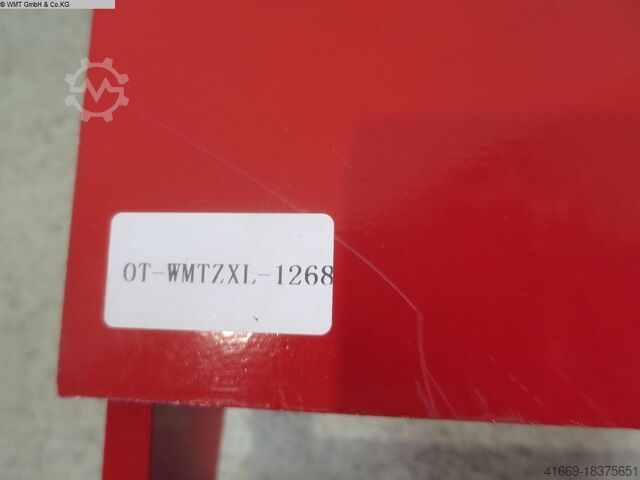 ® WMT GmbH & Co.KG
OT-WMTZXL-1268
41669-18375651